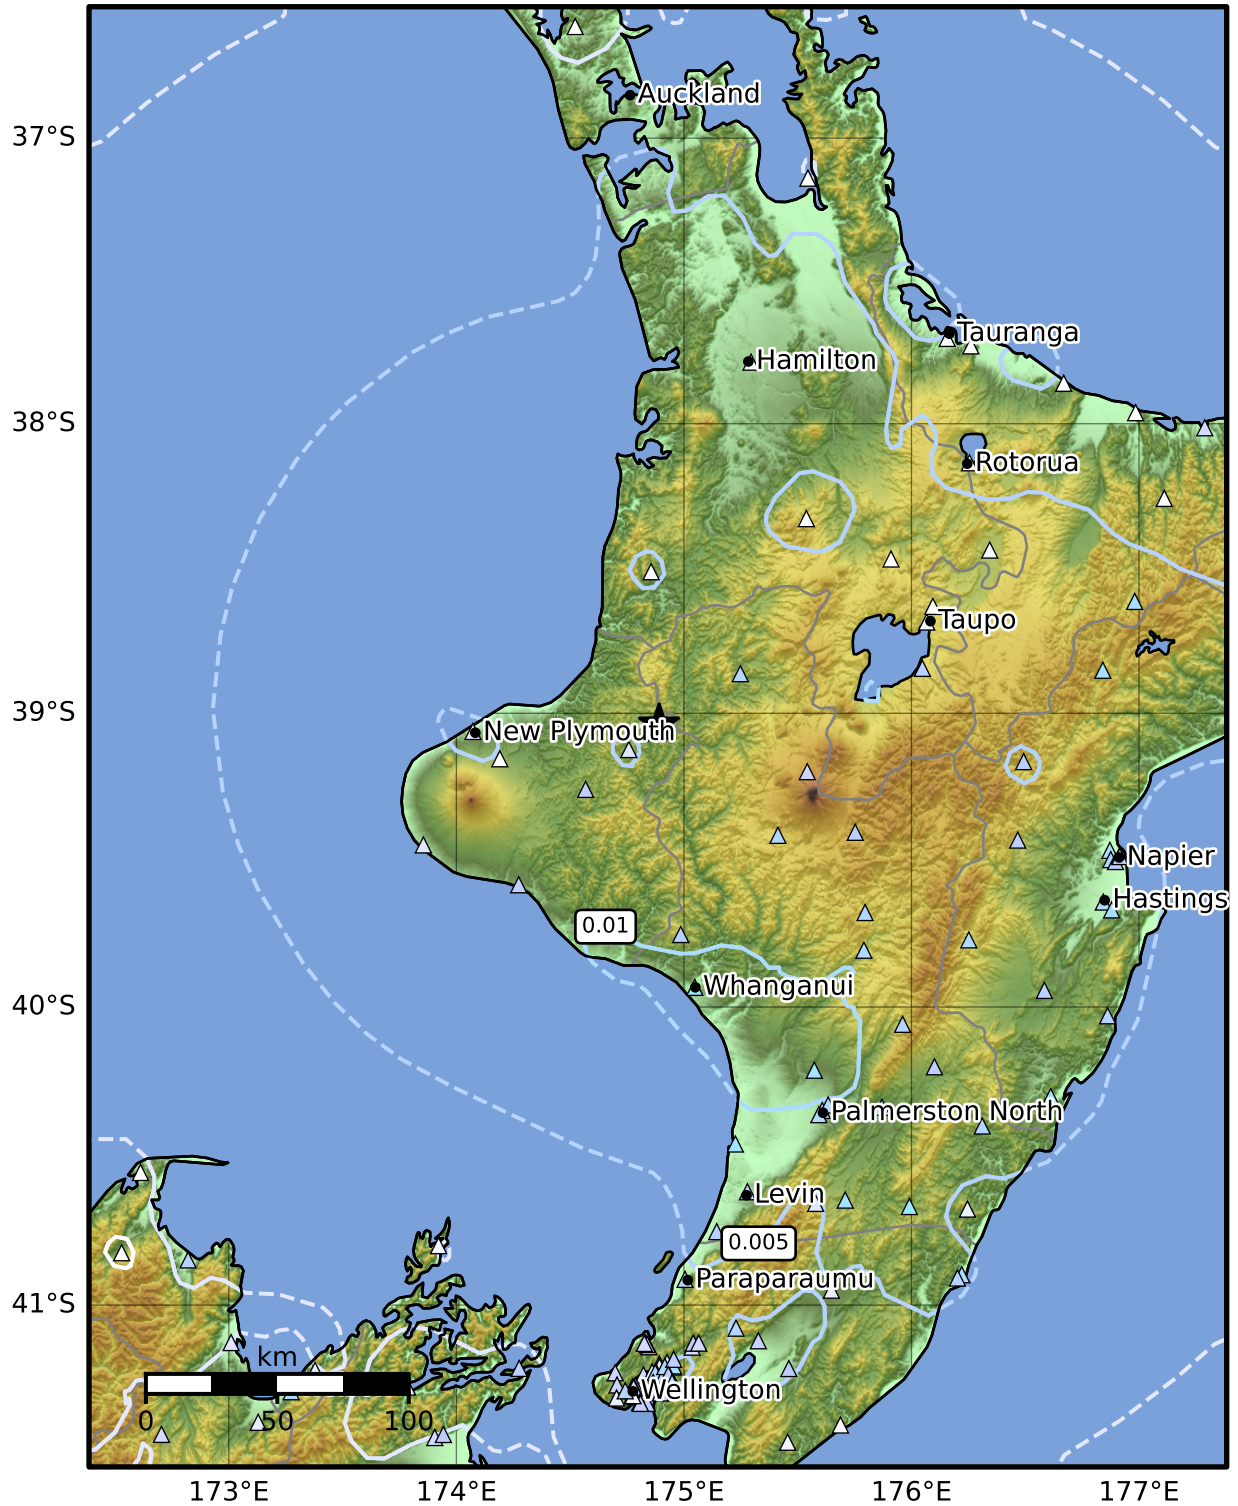 Auckland
37°S
Tauranga
Hamilton
38°S
Rotorua
Taupo
39°S
New Plymouth
Napier
Hastings
0.01
Whanganui
40°S
Palmerston North
Levin
0.005
Paraparaumu
41°S
km
Wellington
0 50 100
173°E 174°E 175°E 176°E 177°E